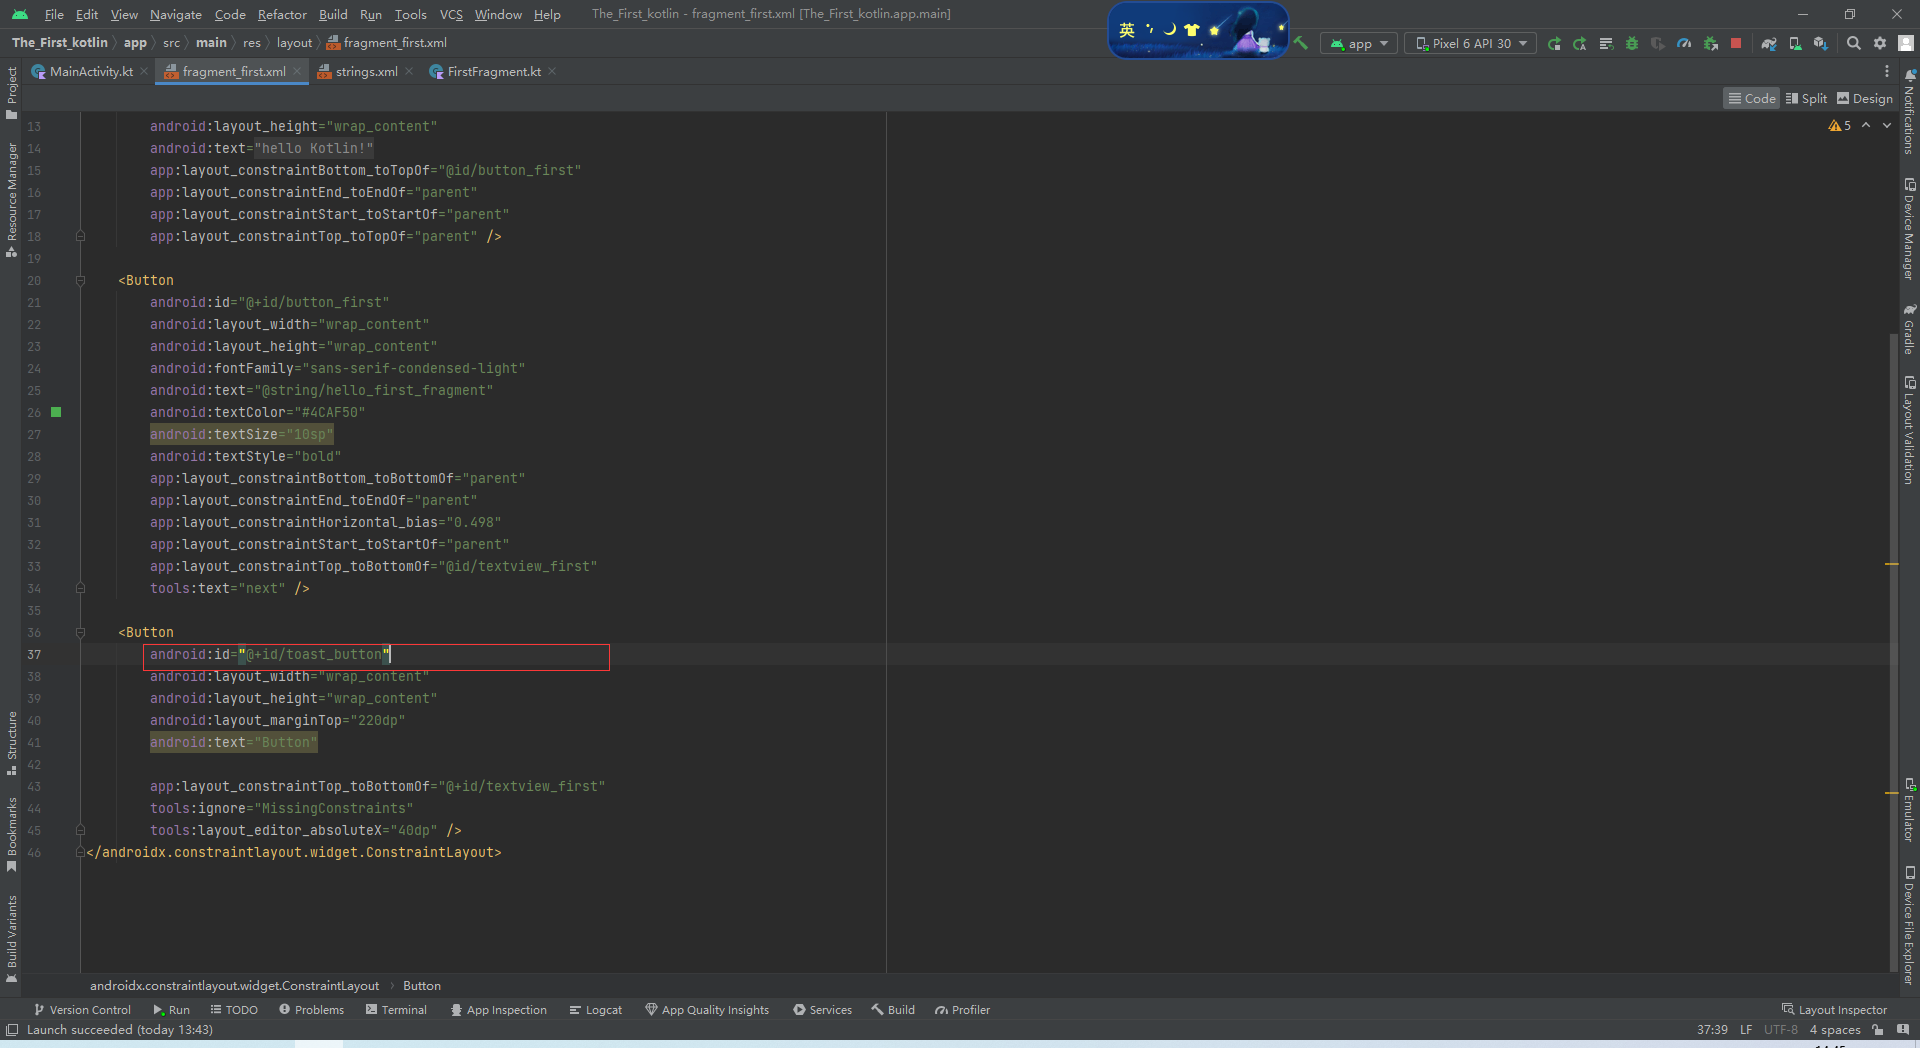 File Edit View Navigate Code Refactor Build Run Tools VCS Window Help The_First_kotlin - fragment_first.xml [The_First_kotlin.app.main]
英
The_First_kotlin app src main res layout fragment_first.xml
app Pixel 6 API 30
MainActivity.kt fragment_first.xml strings.xml FirstFragment.kt
Code Split Design
5
Project
Resource Manager
Structure
Bookmarks
Build Variants
13 android:layout_height="wrap_content"
14 android:text="hello Kotlin!"
15 app:layout_constraintBottom_toTopOf="@id/button_first"
16 app:layout_constraintEnd_toEndOf="parent"
17 app:layout_constraintStart_toStartOf="parent"
18 app:layout_constraintTop_toTopOf="parent" />
19
20 <Button
21 android:id="@+id/button_first"
22 android:layout_width="wrap_content"
23 android:layout_height="wrap_content"
24 android:fontFamily="sans-serif-condensed-light"
25 android:text="@string/hello_first_fragment"
26 android:textColor="#4CAF50"
27 android:textSize="10sp"
28 android:textStyle="bold"
29 app:layout_constraintBottom_toBottomOf="parent"
30 app:layout_constraintEnd_toEndOf="parent"
31 app:layout_constraintHorizontal_bias="0.498"
32 app:layout_constraintStart_toStartOf="parent"
33 app:layout_constraintTop_toBottomOf="@id/textview_first"
34 tools:text="next" />
35
36 <Button
37 android:id="@+id/toast_button"
38 android:layout_width="wrap_content"
39 android:layout_height="wrap_content"
40 android:layout_marginTop="220dp"
41 android:text="Button"
42
43 app:layout_constraintTop_toBottomOf="@+id/textview_first"
44 tools:ignore="MissingConstraints"
45 tools:layout_editor_absoluteX="40dp" />
46 </androidx.constraintlayout.widget.ConstraintLayout>
Notifications
Device Manager
Gradle
Layout Validation
Emulator
Device File Explorer
androidx.constraintlayout.widget.ConstraintLayout Button
Version Control Run TODO Problems Terminal App Inspection Logcat App Quality Insights Services Build Profiler Layout Inspector
Launch succeeded (today 13:43) 37:39 LF UTF-8 4 spaces